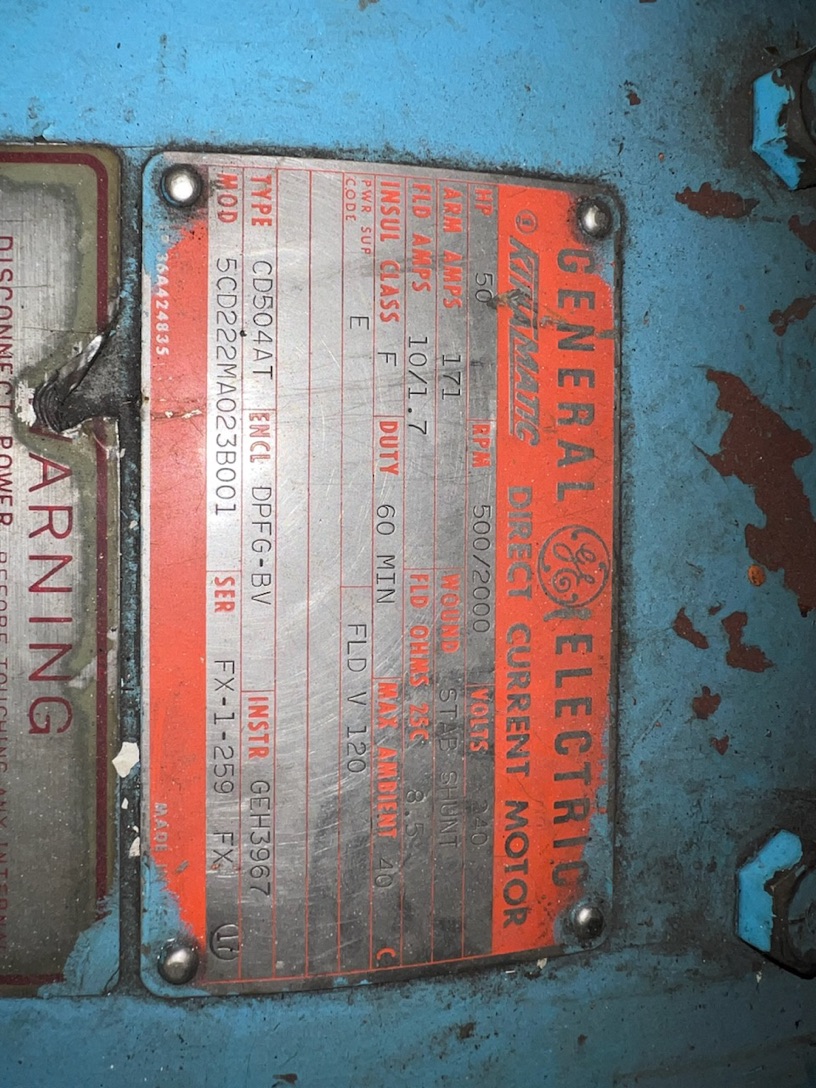 GENERAL GE ELECTRIC
KINAMATIC DIRECT CURRENT MOTOR
HP 50 RPM 500/2000 VOLTS 240
ARM AMPS 171 WOUND STAB SHUNT
FLD AMPS 10/1.7 FLD OHMS 25C 8.5
INSUL CLASS F DUTY 60 MIN MAX AMBIENT 40 C
PWR SUP CODE E FLD V 120
TYPE CD504AT ENCL DPFG-BV INSTR GEH3967
MOD 5CD222MA023B001 SER FX-1-259 FX
36A424835 MADE
WARNING
DISCONNECT POWER BEFORE TOUCHING ANY